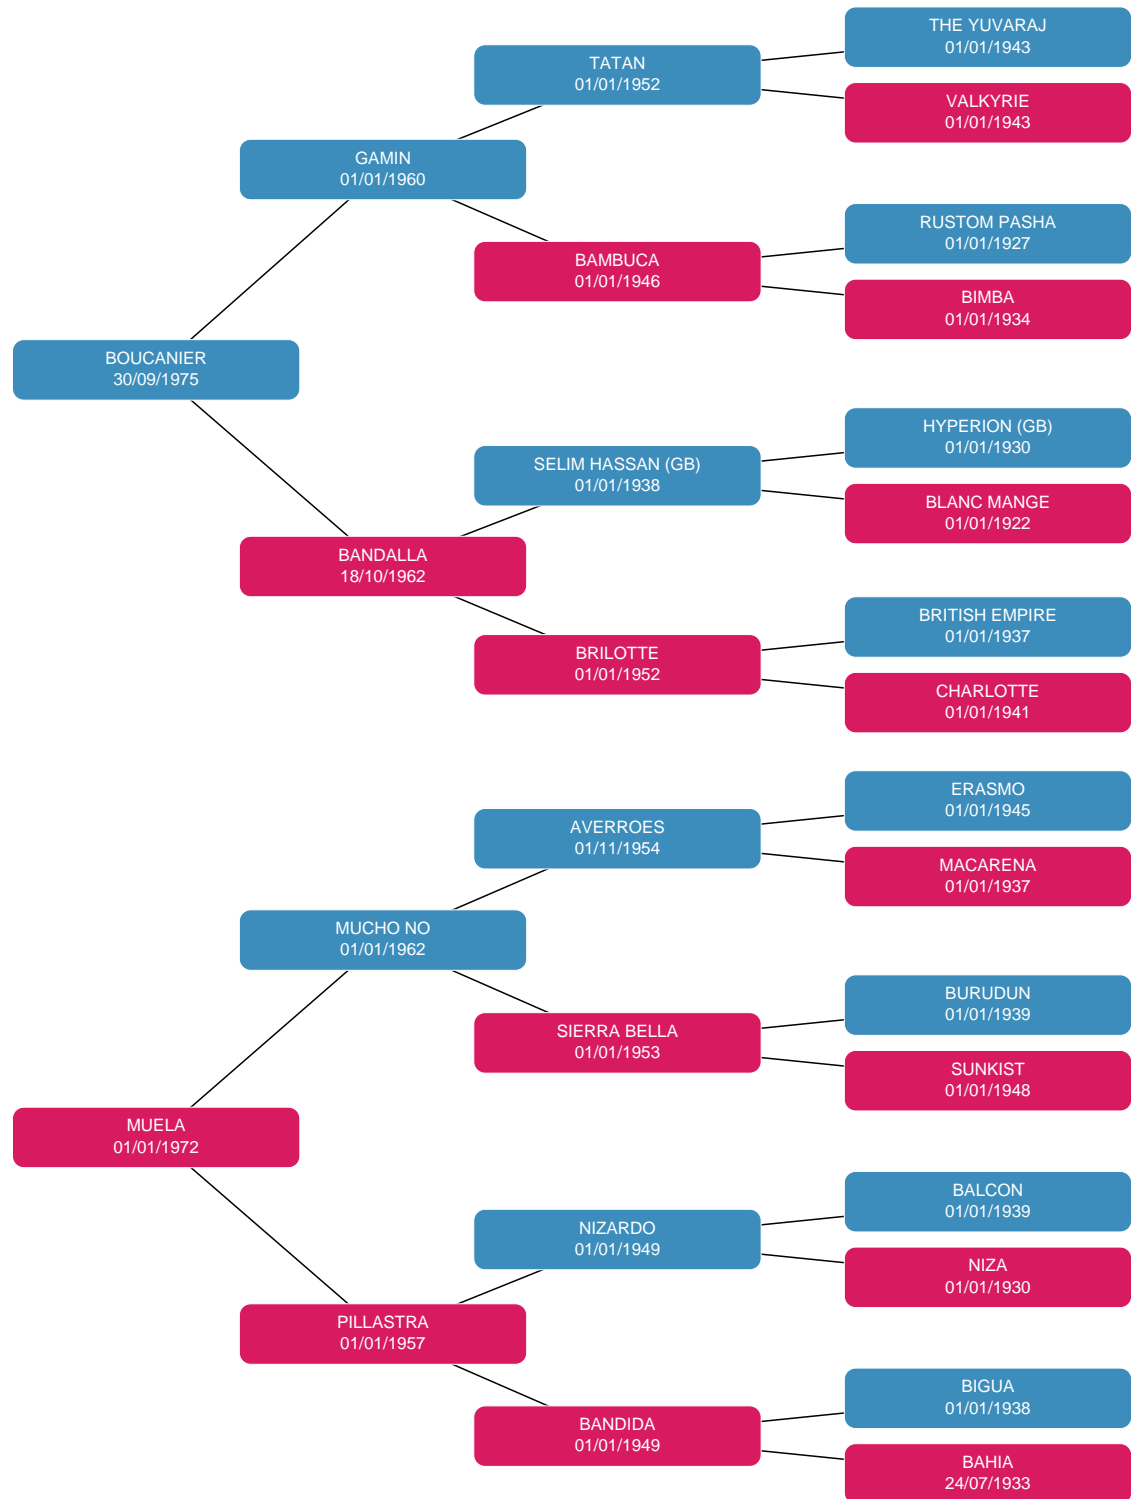 THE YUVARAJ
01/01/1943
TATAN
01/01/1952
VALKYRIE
01/01/1943
GAMIN
01/01/1960
RUSTOM PASHA
01/01/1927
BAMBUCA
01/01/1946
BIMBA
01/01/1934
BOUCANIER
30/09/1975
HYPERION (GB)
01/01/1930
SELIM HASSAN (GB)
01/01/1938
BLANC MANGE
01/01/1922
BANDALLA
18/10/1962
BRITISH EMPIRE
01/01/1937
BRILOTTE
01/01/1952
CHARLOTTE
01/01/1941
ERASMO
01/01/1945
AVERROES
01/11/1954
MACARENA
01/01/1937
MUCHO NO
01/01/1962
BURUDUN
01/01/1939
SIERRA BELLA
01/01/1953
SUNKIST
01/01/1948
MUELA
01/01/1972
BALCON
01/01/1939
NIZARDO
01/01/1949
NIZA
01/01/1930
PILLASTRA
01/01/1957
BIGUA
01/01/1938
BANDIDA
01/01/1949
BAHIA
24/07/1933